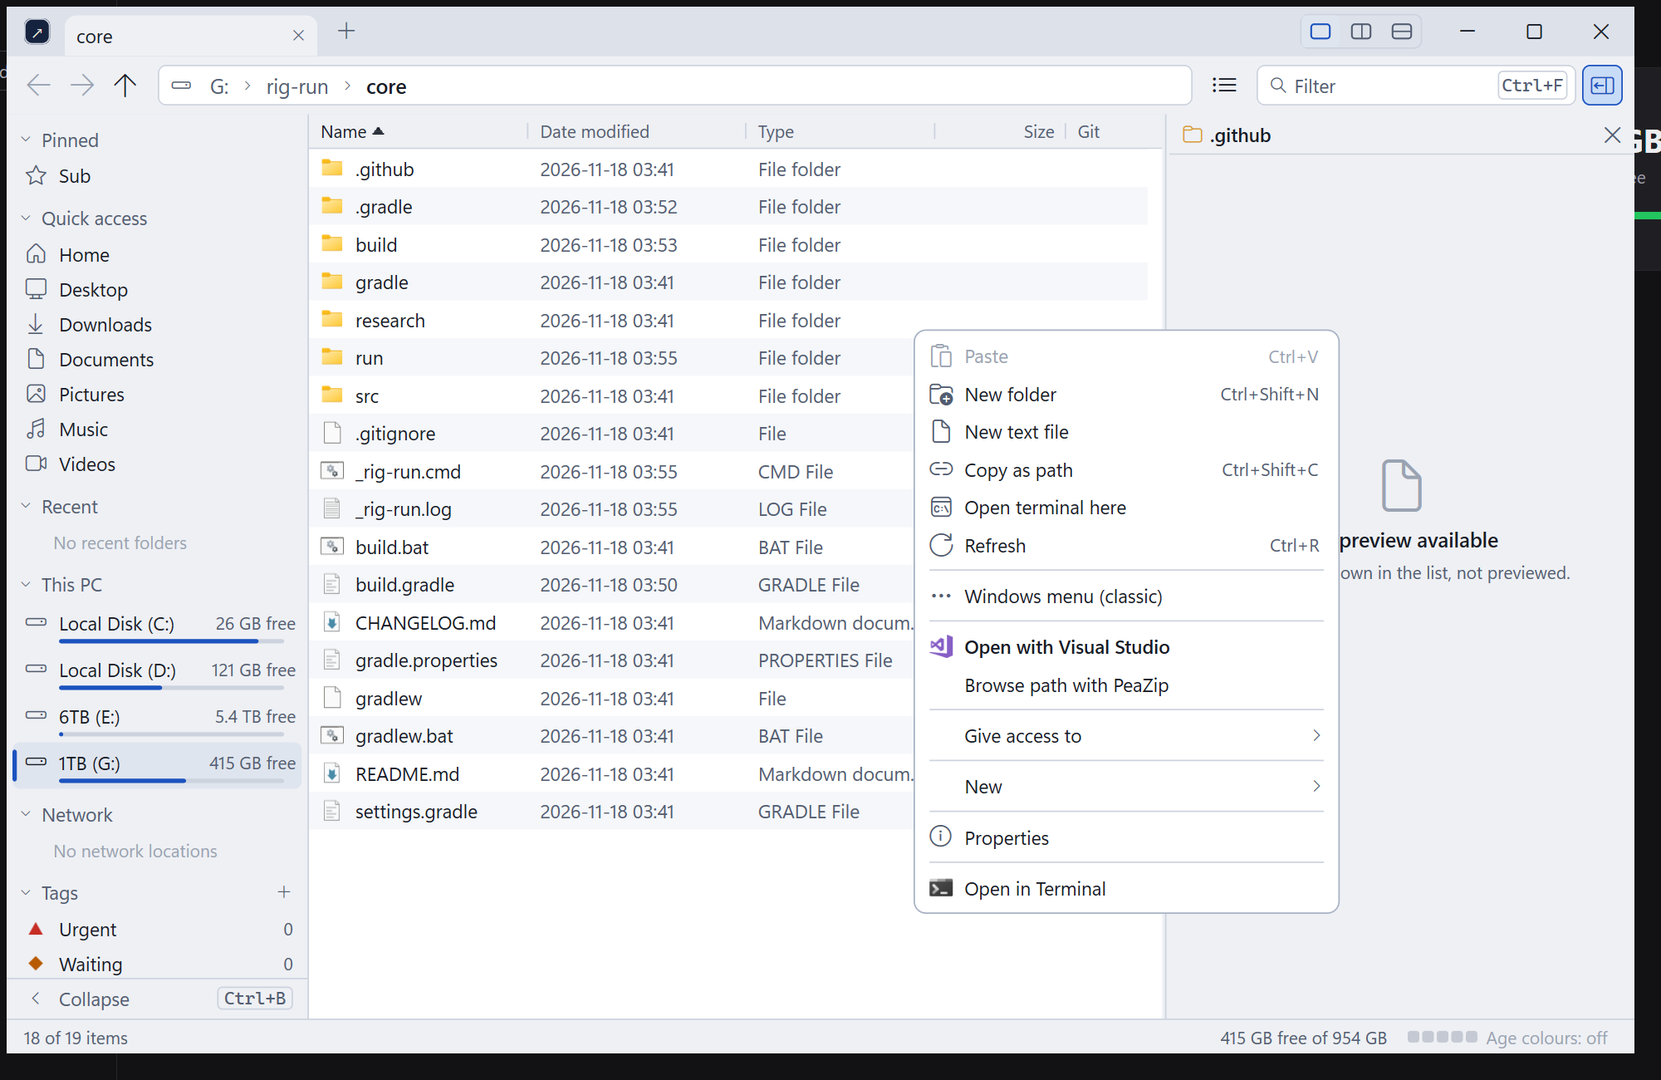 core
G: › rig-run › core
Filter Ctrl+F
Pinned
Sub
Quick access
Home
Desktop
Downloads
Documents
Pictures
Music
Videos
Recent
No recent folders
This PC
Local Disk (C:) 26 GB free
Local Disk (D:) 121 GB free
6TB (E:) 5.4 TB free
1TB (G:) 415 GB free
Network
No network locations
Tags
Urgent 0
Waiting 0
Collapse Ctrl+B
Name Date modified Type Size Git
.github 2026-11-18 03:41 File folder
.gradle 2026-11-18 03:52 File folder
build 2026-11-18 03:53 File folder
gradle 2026-11-18 03:41 File folder
research 2026-11-18 03:41 File folder
run 2026-11-18 03:55 File folder
src 2026-11-18 03:41 File folder
.gitignore 2026-11-18 03:41 File
_rig-run.cmd 2026-11-18 03:55 CMD File
_rig-run.log 2026-11-18 03:55 LOG File
build.bat 2026-11-18 03:41 BAT File
build.gradle 2026-11-18 03:50 GRADLE File
CHANGELOG.md 2026-11-18 03:41 Markdown docum.
gradle.properties 2026-11-18 03:41 PROPERTIES File
gradlew 2026-11-18 03:41 File
gradlew.bat 2026-11-18 03:41 BAT File
README.md 2026-11-18 03:41 Markdown docum.
settings.gradle 2026-11-18 03:41 GRADLE File
Paste Ctrl+V
New folder Ctrl+Shift+N
New text file
Copy as path Ctrl+Shift+C
Open terminal here
C:\
Refresh Ctrl+R
Windows menu (classic)
Open with Visual Studio
Browse path with PeaZip
Give access to
New
Properties
Open in Terminal
.github
preview available
own in the list, not previewed.
GB
ee
18 of 19 items
415 GB free of 954 GB
Age colours: off